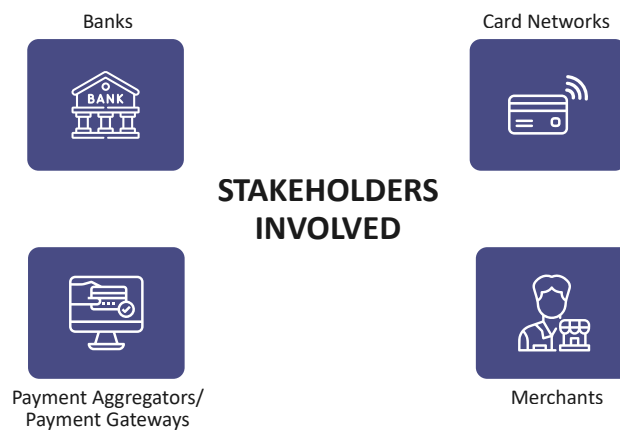 Banks
Card Networks
BANK
STAKEHOLDERS
INVOLVED
Payment Aggregators/
Payment Gateways
Merchants